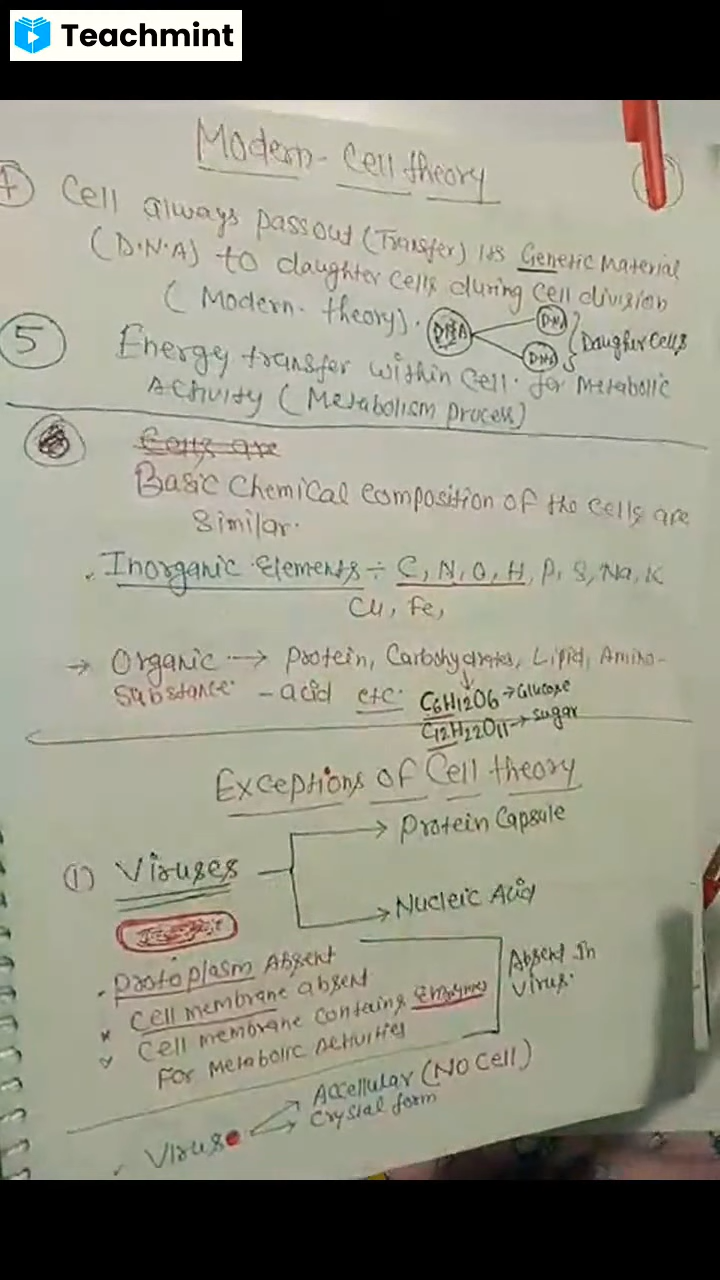 Teachmint
Modern - Cell theory
Cell always passout (Transfer) its Genetic Material
(D.N.A) to daughter cells during cell division
(Modern theory).
DNA
DNA
DNA
Daugher Cells
5
Energy transfer within cell. for Metabolic
Activity (Metabolism process)
Cells are
Basic Chemical composition of the cells are
similar.
Inorganic Elements ÷ C, N, O, H, P, S, Na, K
Cu, Fe,
→ Organic → Protein, Carbohydrates, Lipid, Amino-
Substance - acid etc.
C6H12O6 → Glucose
C12H22O11 → sugar
Exceptions of Cell theory
① Viruses
→ Protein Capsule
→ Nucleic Acid
Protoplasm Absent
Cell membrane absent
Cell membrane containing Enzymes
For Metabolic Activities
Absent In
Virus.
Virus
Accellular (No Cell)
Crystal form